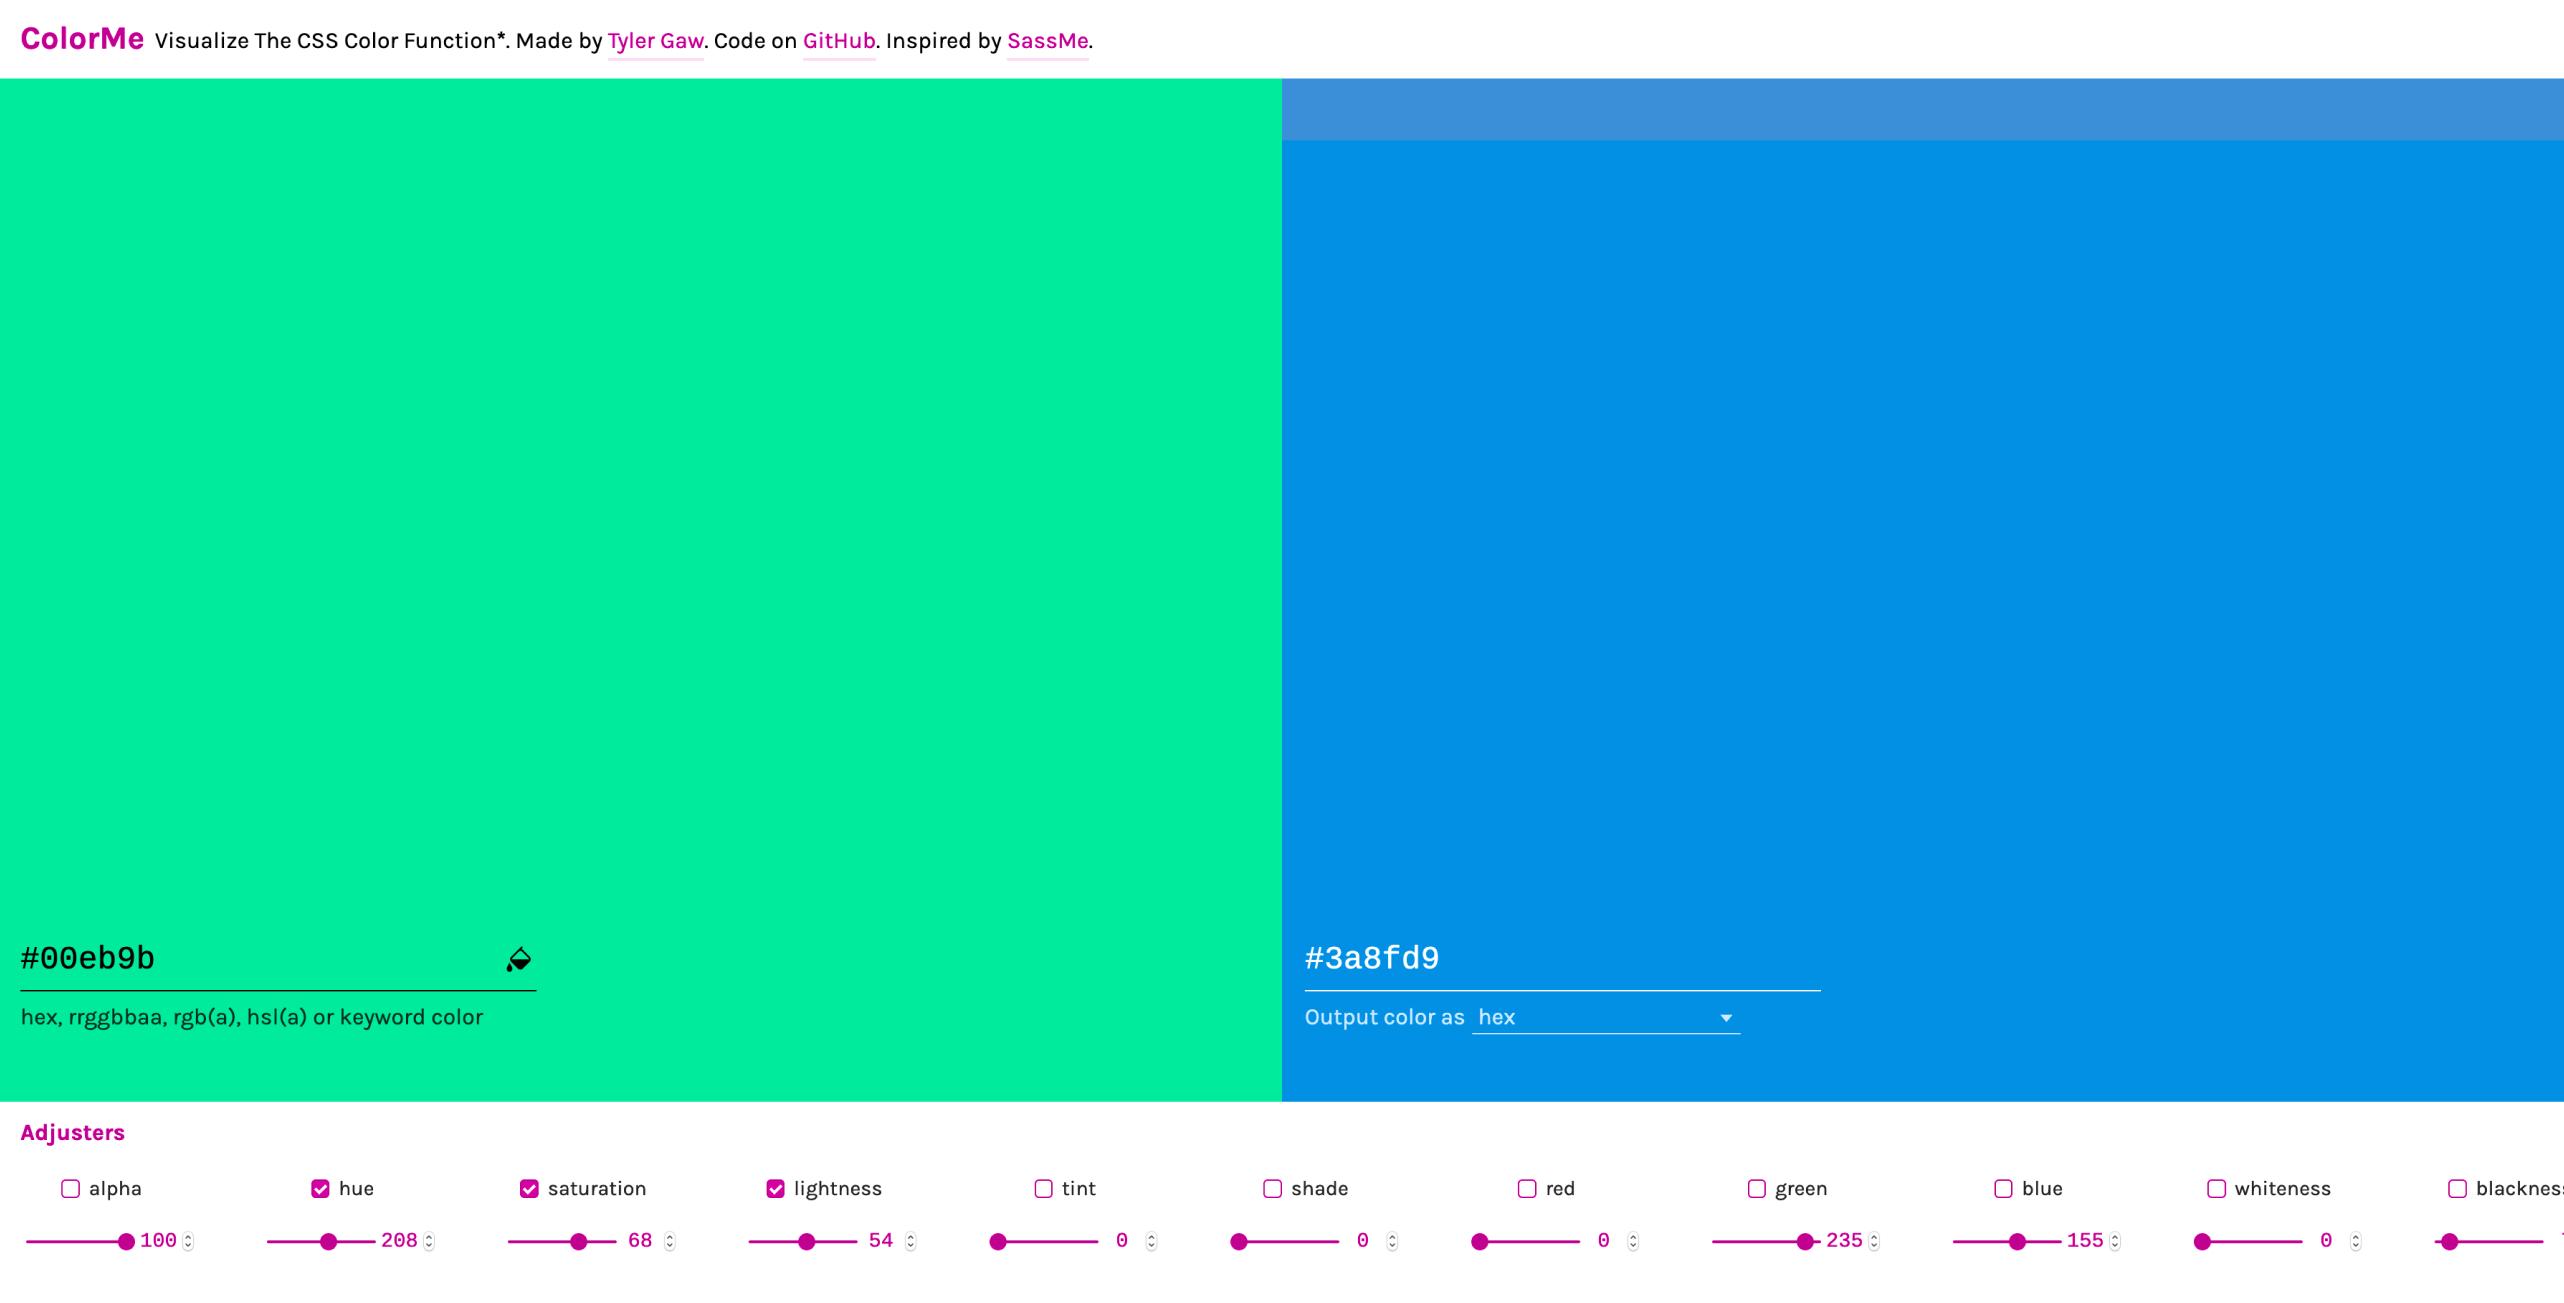 ColorMe Visualize The CSS Color Function*. Made by Tyler Gaw. Code on GitHub. Inspired by SassMe.
#00eb9b
hex, rrggbbaa, rgb(a), hsl(a) or keyword color
#3a8fd9
Output color as hex
Adjusters
alpha hue saturation lightness tint shade red green blue whiteness
100 208 68 54 0 0 0 235 155 0